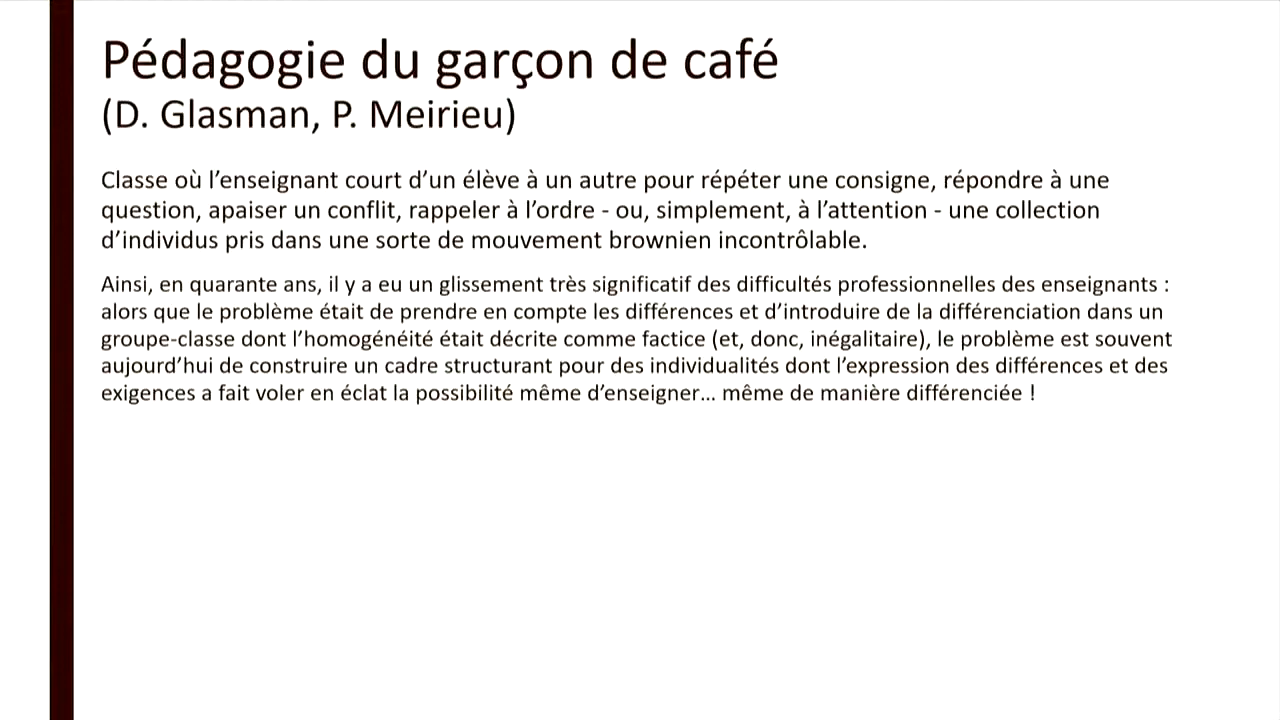 Pédagogie du garçon de café
(D. Glasman, P. Meirieu)
Classe où l’enseignant court d’un élève à un autre pour répéter une consigne, répondre à une
question, apaiser un conflit, rappeler à l’ordre - ou, simplement, à l’attention - une collection
d’individus pris dans une sorte de mouvement brownien incontrôlable.
Ainsi, en quarante ans, il y a eu un glissement très significatif des difficultés professionnelles des enseignants :
alors que le problème était de prendre en compte les différences et d’introduire de la différenciation dans un
groupe-classe dont l’homogénéité était décrite comme factice (et, donc, inégalitaire), le problème est souvent
aujourd’hui de construire un cadre structurant pour des individualités dont l’expression des différences et des
exigences a fait voler en éclat la possibilité même d’enseigner... même de manière différenciée !